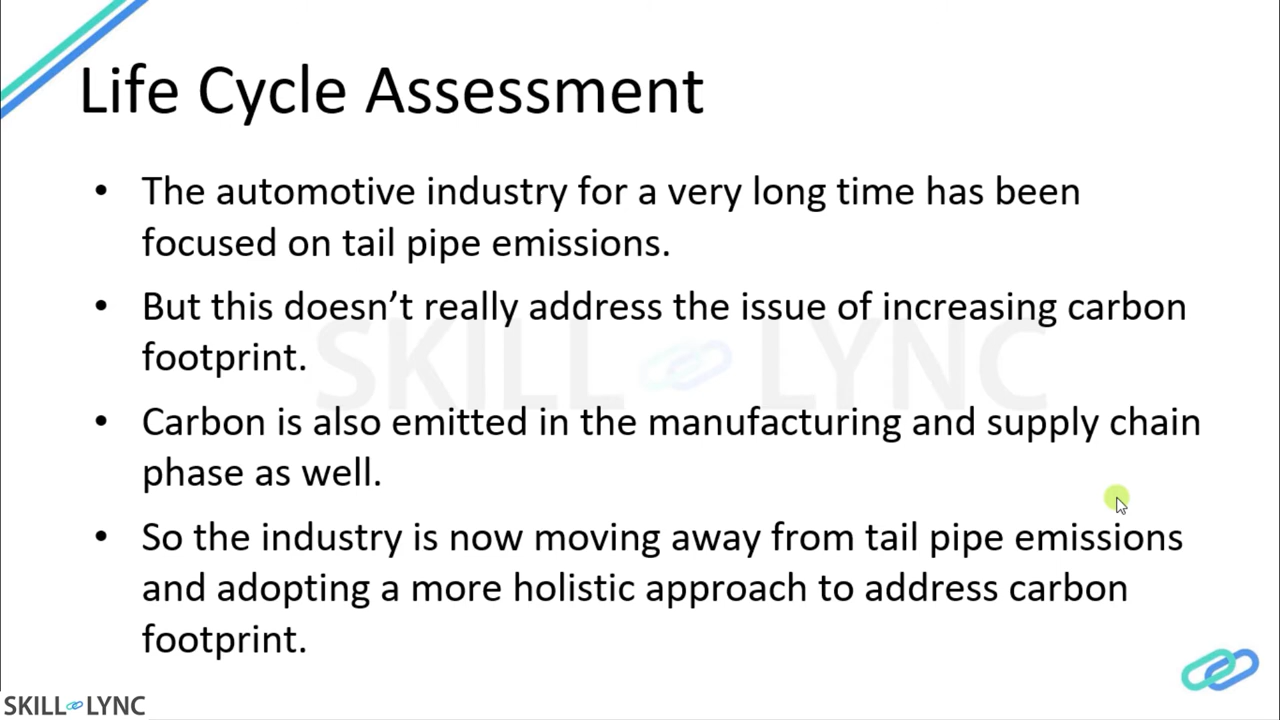 Life Cycle Assessment
• The automotive industry for a very long time has been
focused on tail pipe emissions.
• But this doesn’t really address the issue of increasing carbon
footprint.
• Carbon is also emitted in the manufacturing and supply chain
phase as well.
• So the industry is now moving away from tail pipe emissions
and adopting a more holistic approach to address carbon
footprint.
SKILL LYNC
SKILL LYNC